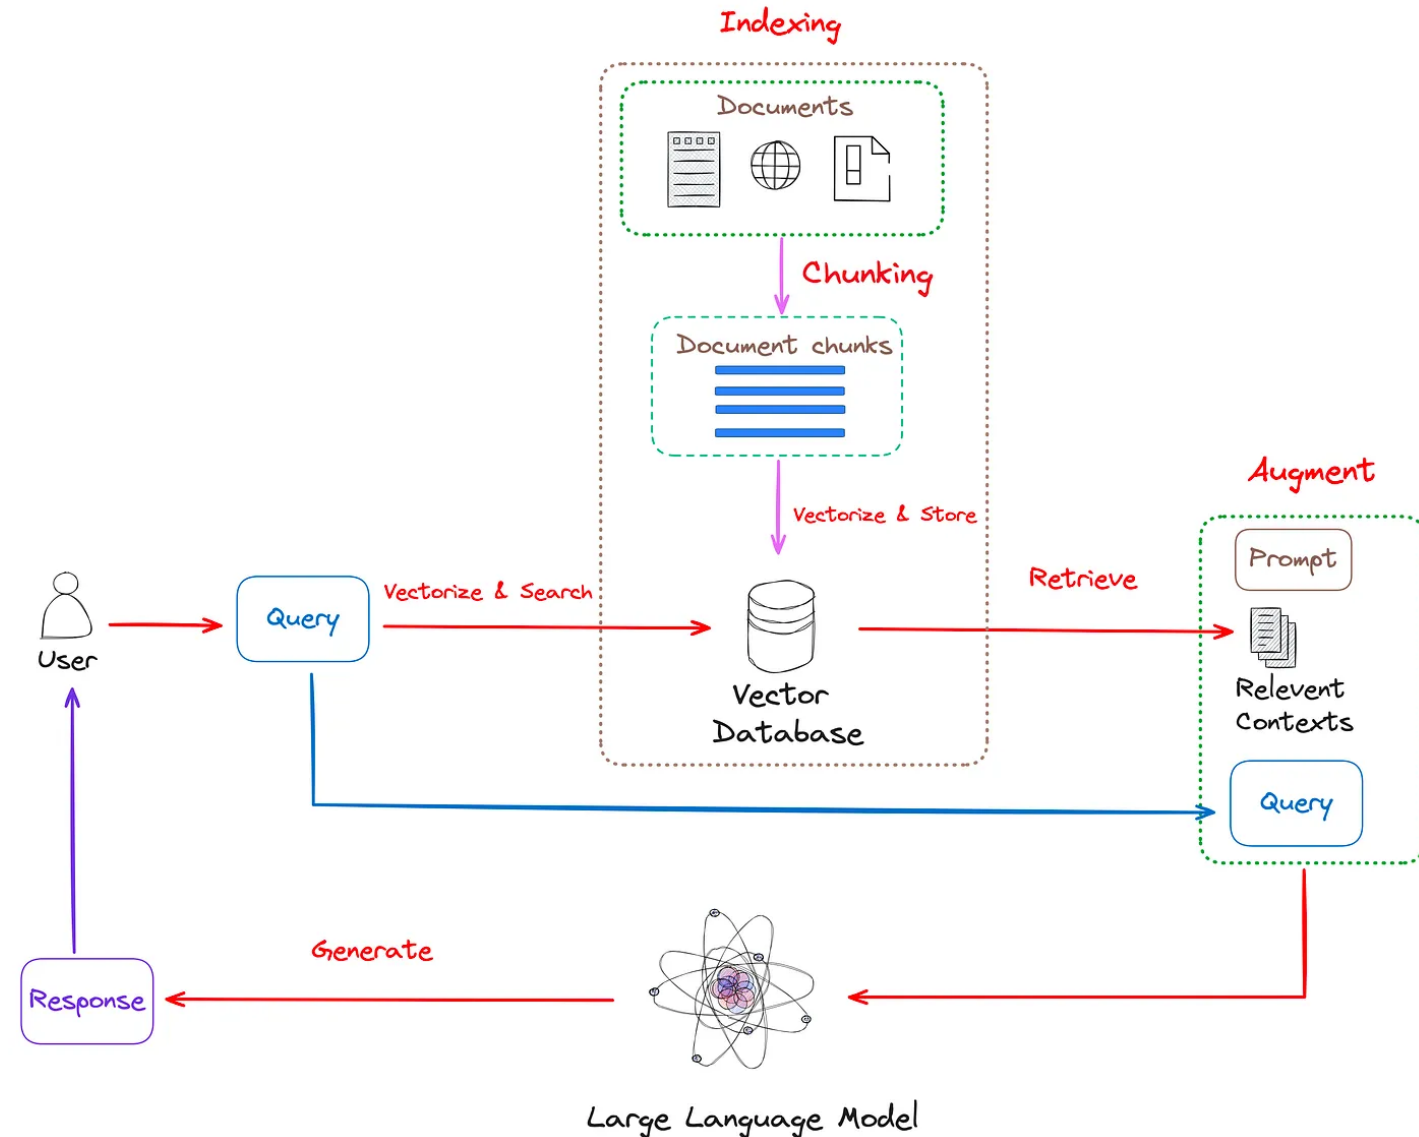 Indexing
Documents
Chunking
Document chunks
Vectorize & Store
Augment
Prompt
Retrieve
Vectorize & Search
Query
User
Relevent
Contexts
Vector
Database
Query
Generate
Response
Large Language Model